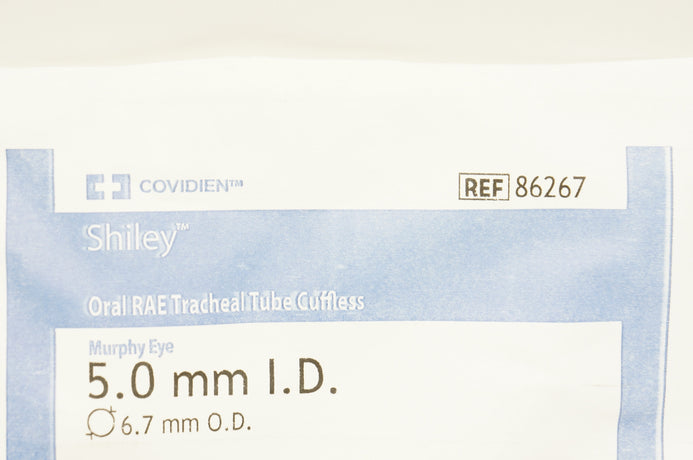 COVIDIEN™
REF 86267
Shiley™
Oral RAE Tracheal Tube Cuffless
Murphy Eye
5.0 mm I.D.
6.7 mm O.D.